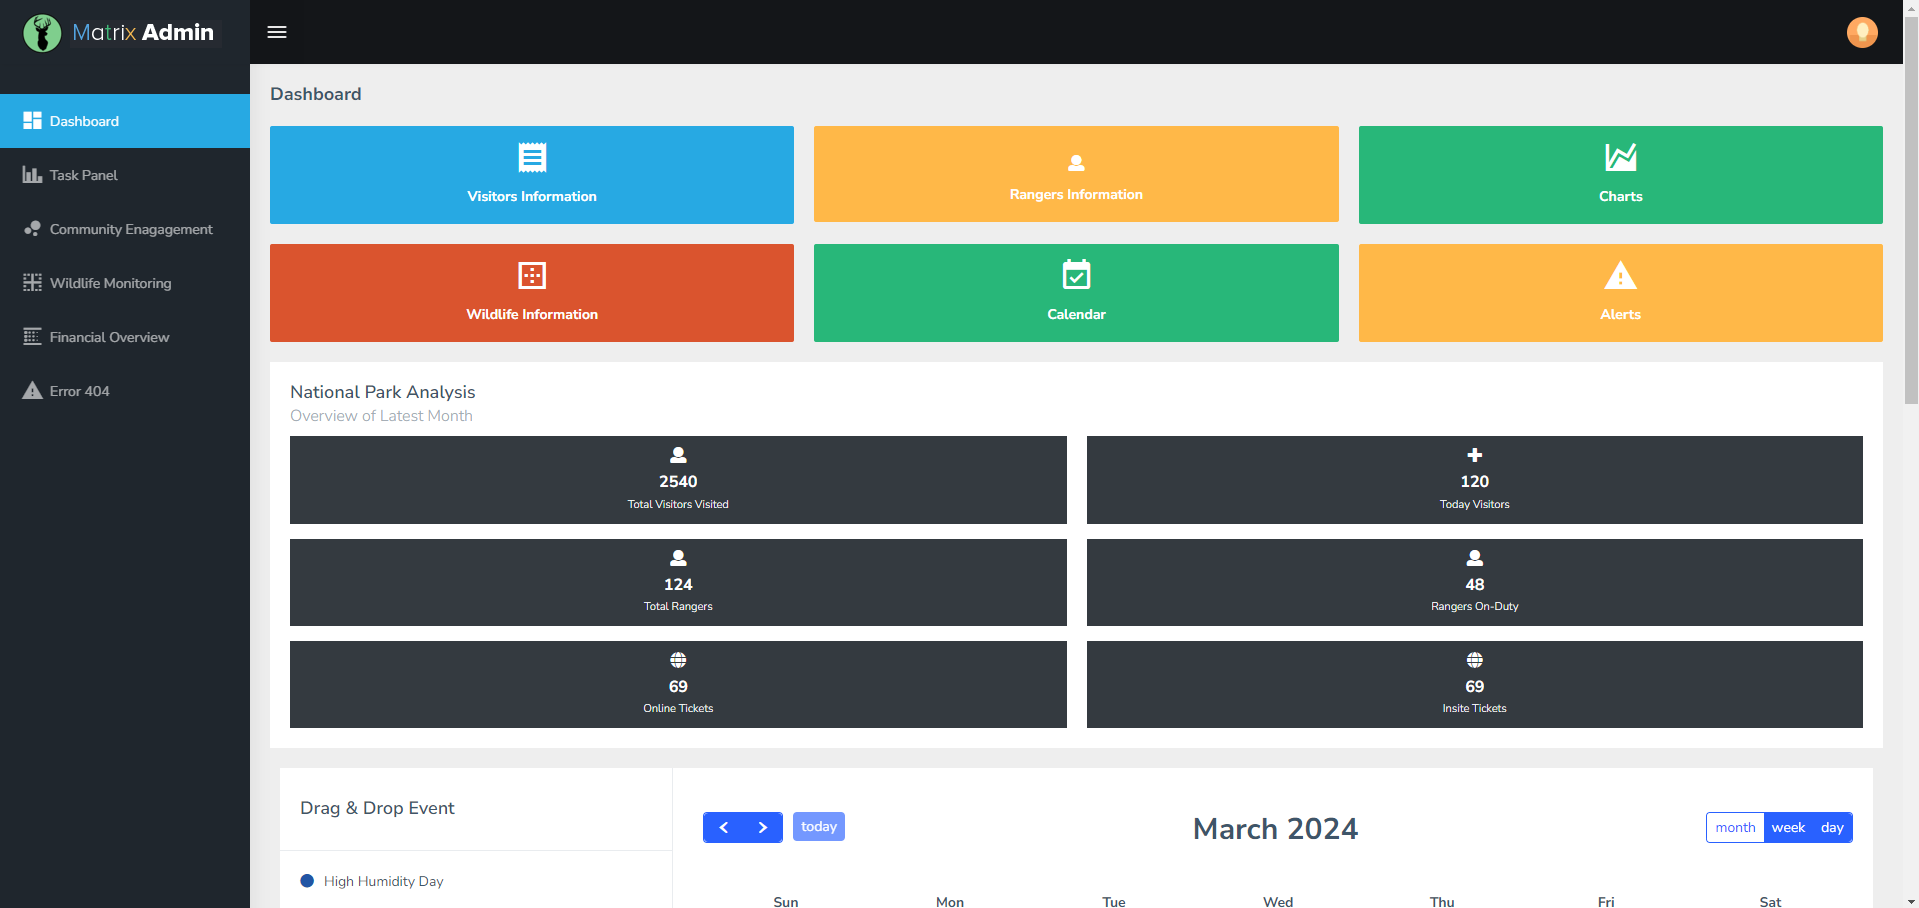 Matrix Admin
Dashboard
Task Panel
Community Enagagement
Wildlife Monitoring
Financial Overview
Error 404
Dashboard
Visitors Information
Rangers Information
Charts
Wildlife Information
Calendar
Alerts
National Park Analysis
Overview of Latest Month
2540
Total Visitors Visited
120
Today Visitors
124
Total Rangers
48
Rangers On-Duty
69
Online Tickets
69
Insite Tickets
Drag & Drop Event
High Humidity Day
today
March 2024
month week day
Sun Mon Tue Wed Thu Fri Sat